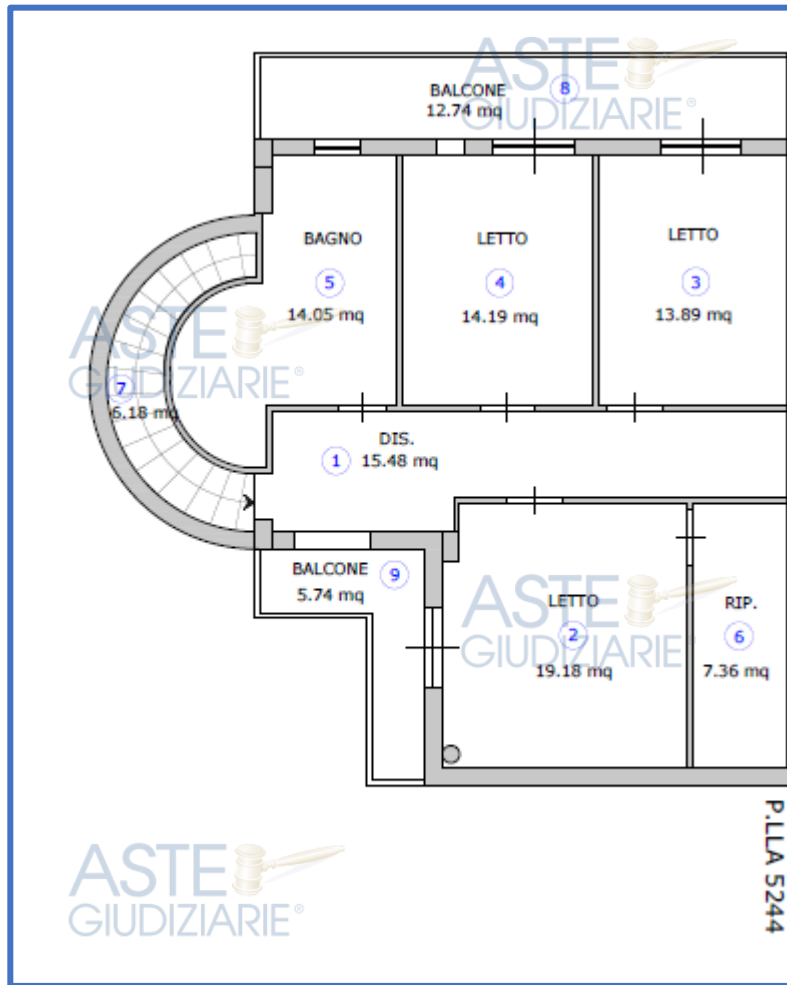 ASTE
GIUDIZIARIE®
BALCONE 8
12.74 mq
BAGNO
5
14.05 mq
LETTO
4
14.19 mq
LETTO
3
13.89 mq
ASTE
GIUDIZIARIE®
7
6.18 mq
DIS.
1 15.48 mq
BALCONE 9
5.74 mq
ASTE
GIUDIZIARIE®
LETTO
2
19.18 mq
RIP.
6
7.36 mq
P.LLA 5244
ASTE
GIUDIZIARIE®